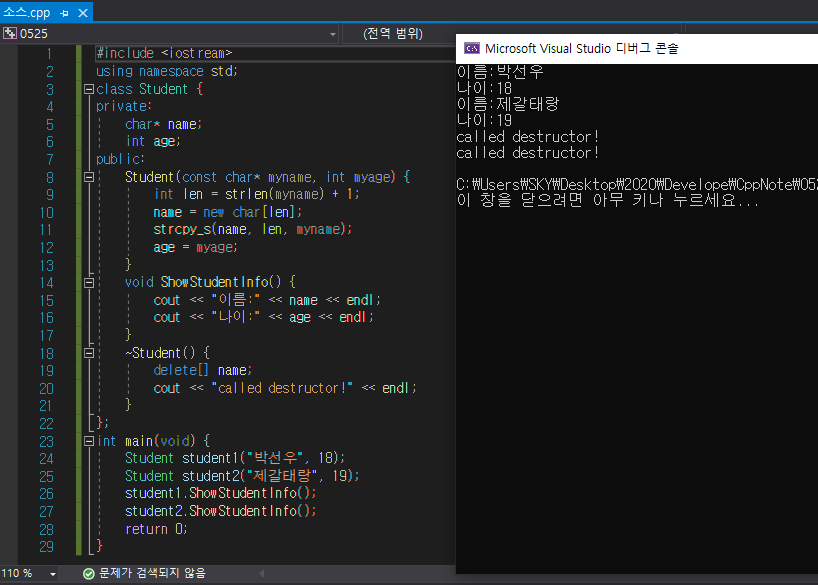 소스.cpp
0525
(전역 범위)
1 #include <iostream>
2 using namespace std;
3 class Student {
4 private:
5 char* name;
6 int age;
7 public:
8 Student(const char* myname, int myage) {
9 int len = strlen(myname) + 1;
10 name = new char[len];
11 strcpy_s(name, len, myname);
12 age = myage;
13 }
14 void ShowStudentInfo() {
15 cout << "이름:" << name << endl;
16 cout << "나이:" << age << endl;
17 }
18 ~Student() {
19 delete[] name;
20 cout << "called destructor!" << endl;
21 }
22 };
23 int main(void) {
24 Student student1("박선우", 18);
25 Student student2("제갈태랑", 19);
26 student1.ShowStudentInfo();
27 student2.ShowStudentInfo();
28 return 0;
29 }
110 %
문제가 검색되지 않음
Microsoft Visual Studio 디버그 콘솔
이름:박선우
나이:18
이름:제갈태랑
나이:19
called destructor!
called destructor!
C:₩Users₩SKY₩Desktop₩2020₩Develope₩CppNote₩052
이 창을 닫으려면 아무 키나 누르세요...